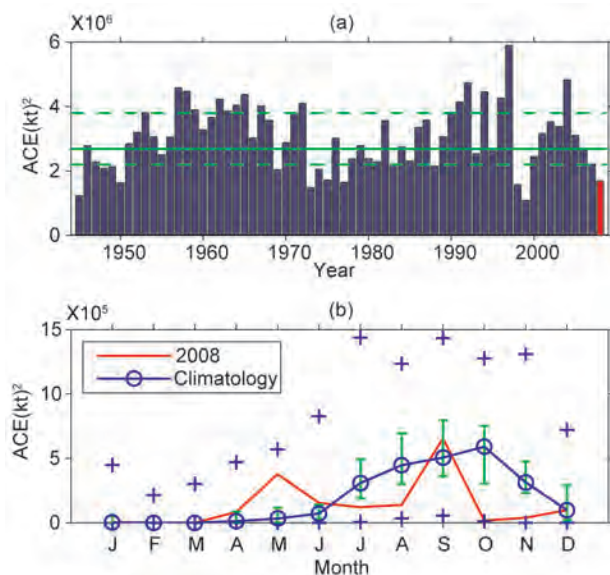 X10⁶
(a)
6
4
2
0
ACE(kt)²
1950 1960 1970 1980 1990 2000
Year
X10⁵
(b)
15
10
5
0
ACE(kt)²
2008
Climatology
J F M A M J J A S O N D
Month